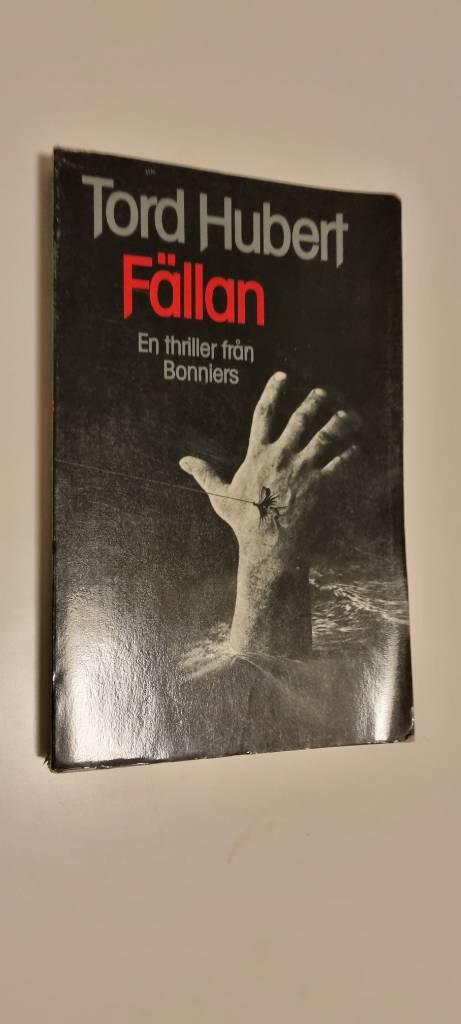 Tord Hubert
Fällan
En thriller från
Bonniers